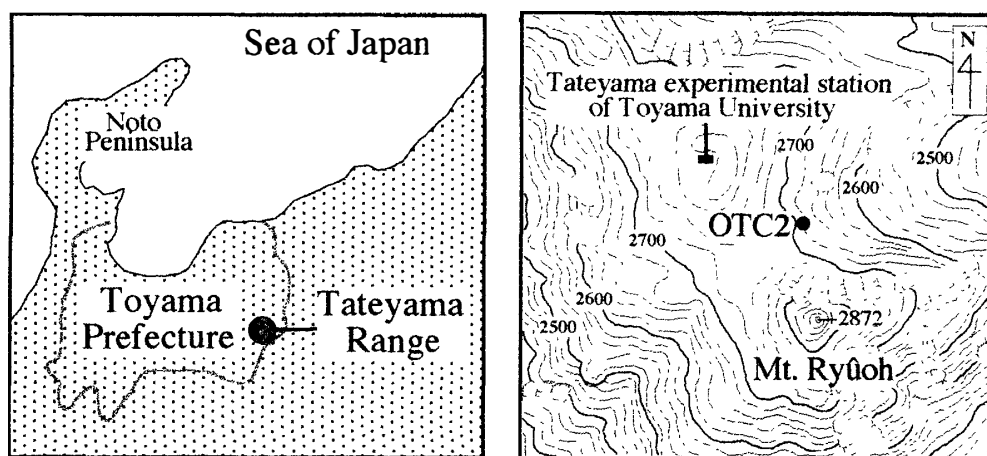 Sea of Japan
Noto
Peninsula
Toyama
Prefecture
Tateyama
Range
N
Tateyama experimental station
of Toyama University
2700
2500
2600
OTC2
2700
2600
2500
2872
Mt. Ryûoh